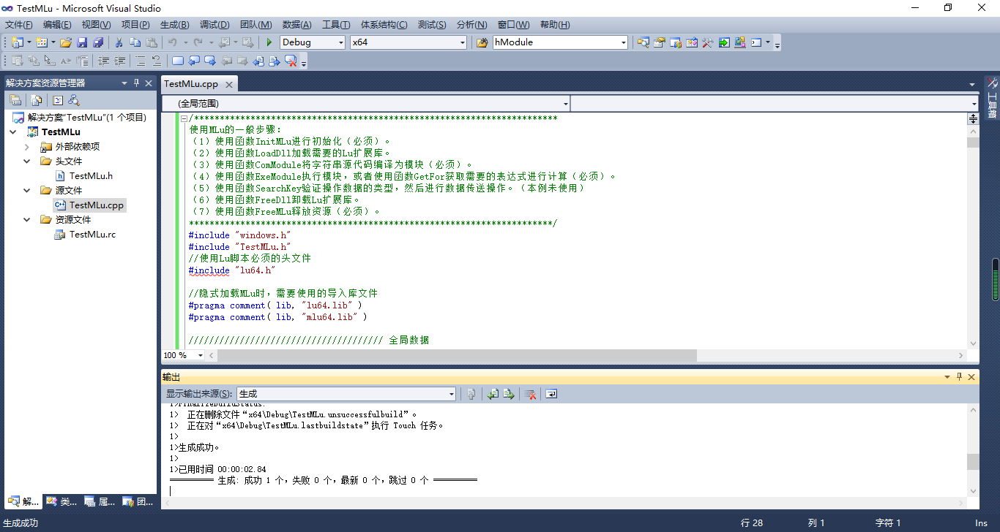 TestMLu - Microsoft Visual Studio
文件(F) 编辑(E) 视图(V) 项目(P) 生成(B) 调试(D) 团队(M) 数据(A) 工具(T) 体系结构(C) 测试(S) 分析(N) 窗口(W) 帮助(H)
Debug x64 hModule
解决方案资源管理器
解决方案"TestMLu"(1 个项目)
TestMLu
外部依赖项
头文件
TestMLu.h
源文件
TestMLu.cpp
资源文件
TestMLu.rc
解... 类... 属... 团...
TestMLu.cpp
(全局范围)
/***********************************************************************
使用MLu的一般步骤：
（1）使用函数InitMLu进行初始化（必须）。
（2）使用函数LoadDll加载需要的Lu扩展库。
（3）使用函数ComModule将字符串源代码编译为模块（必须）。
（4）使用函数ExeModule执行模块，或者使用函数GetFor获取需要的表达式进行计算（必须）。
（5）使用函数SearchKey验证操作数据的类型，然后进行数据传送操作。（本例未使用）
（6）使用函数FreeDll卸载Lu扩展库。
（7）使用函数FreeMLu释放资源（必须）。
***********************************************************************/
#include "windows.h"
#include "TestMLu.h"
//使用Lu脚本必须的头文件
#include "lu64.h"
//隐式加载MLu时，需要使用的导入库文件
#pragma comment( lib, "lu64.lib" )
#pragma comment( lib, "mlu64.lib" )
////////////////////////////////////// 全局数据
100 %
工具箱
输出
显示输出来源(S): 生成
1>FinalizeBuildStatus:
1> 正在删除文件“x64\Debug\TestMLu.unsuccessfulbuild”。
1> 正在对“x64\Debug\TestMLu.lastbuildstate”执行 Touch 任务。
1>
1>生成成功。
1>
1>已用时间 00:00:02.84
========== 生成: 成功 1 个，失败 0 个，最新 0 个，跳过 0 个 ==========
生成成功 行 28 列 1 字符 1 Ins